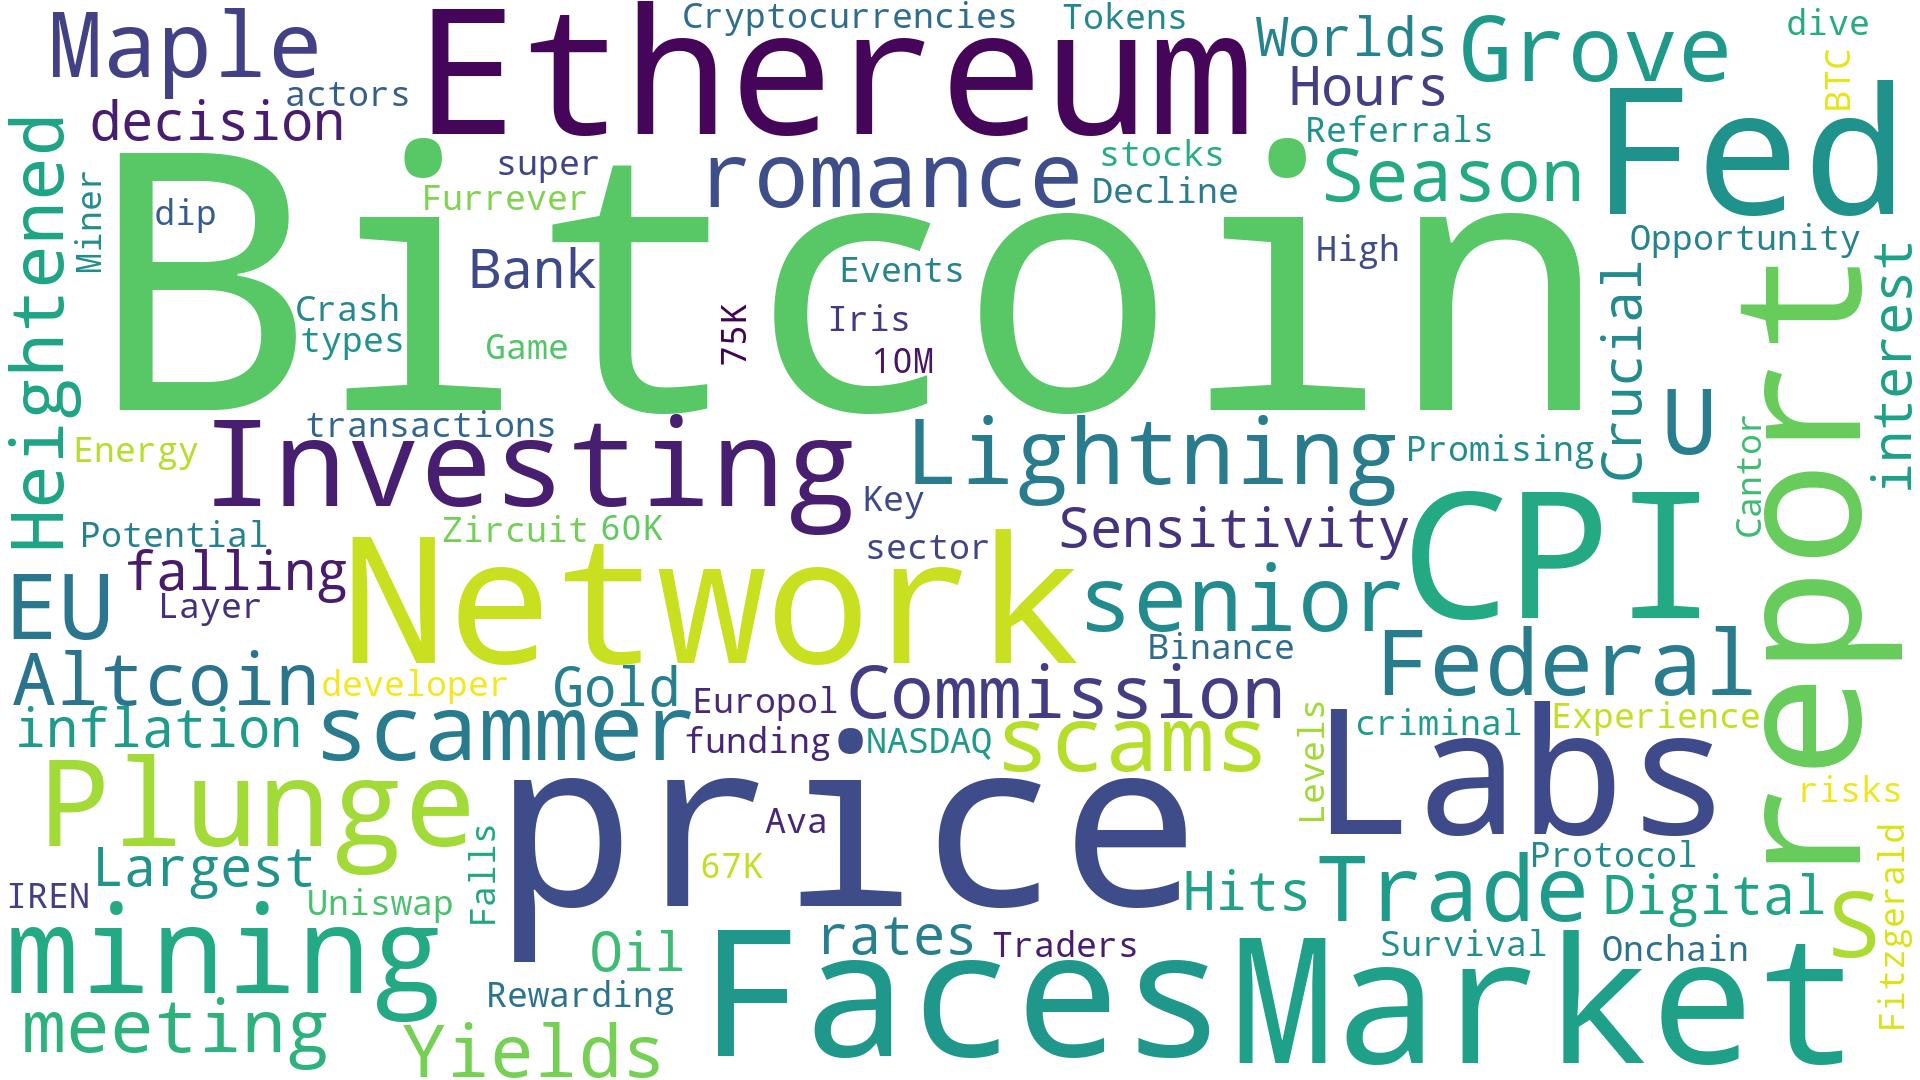 Maple
Ethereum
Cryptocurrencies
Tokens
Worlds
Grove
dive
BTC
actors
Hours
decision
Referrals
Fed
Heightened
Miner
Bitcoin
super
Furrever
romance
stocks
Decline
Season
dip
Bank
Events
High
Opportunity
Crash
types
Game
75K
Iris
10M
Crucial
report
interest
transactions
Energy
Investing
Lightning
Promising
U
Cantor
Key
Potential
Zircuit
60K
sector
Sensitivity
CPI
falling
EU
Layer
Network
senior
Binance
Federal
Altcoin
developer
Gold
Europol
Commission
inflation
scammer
funding
NASDAQ
scams
Levels
criminal
Experience
Labs
Plunge
price
Ava
67K
risks
Largest
Falls
Protocol
IREN
Uniswap
Hits
Trade
Digital
S
Fitzgerald
mining
Oil
rates
Traders
Survival
Onchain
Rewarding
Faces
Market
meeting
Yields